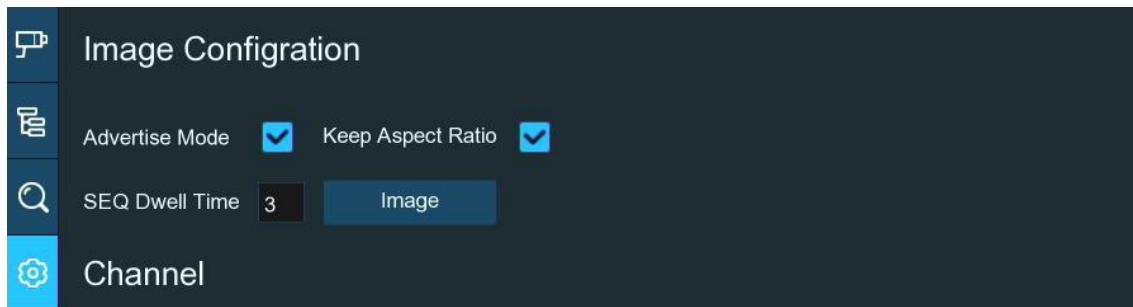 Image Configration
Advertise Mode Keep Aspect Ratio
SEQ Dwell Time 3 Image
Channel